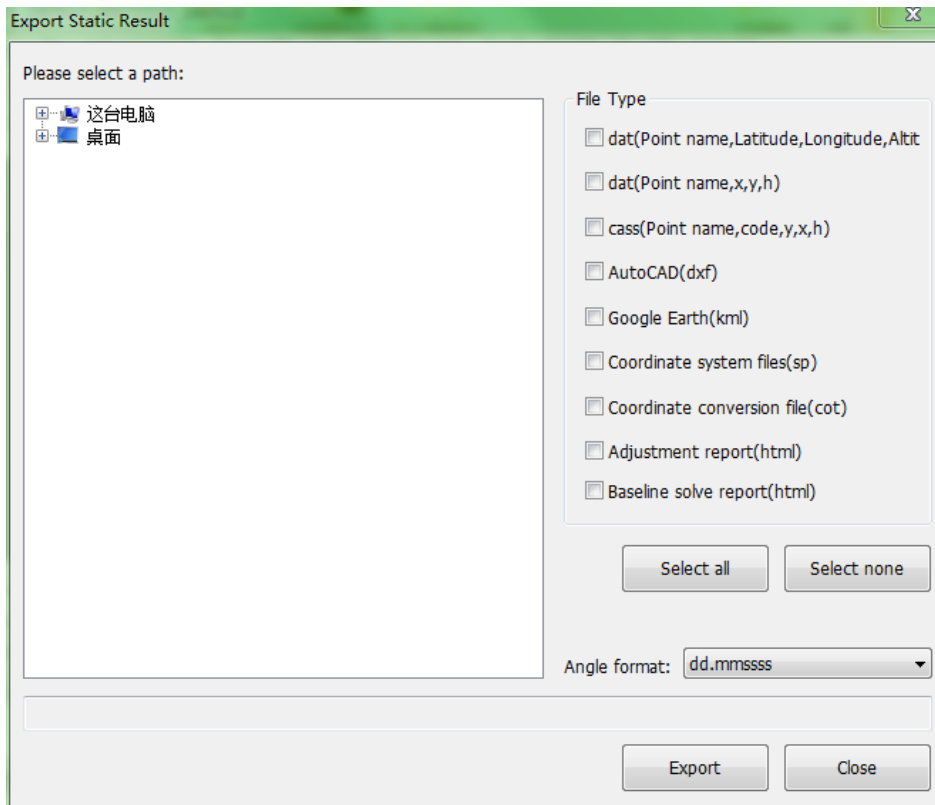 Export Static Result
Please select a path:
这台电脑
桌面
File Type
dat(Point name,Latitude,Longitude,Altit
dat(Point name,x,y,h)
cass(Point name,code,y,x,h)
AutoCAD(dxf)
Google Earth(kml)
Coordinate system files(sp)
Coordinate conversion file(cot)
Adjustment report(html)
Baseline solve report(html)
Select all
Select none
Angle format:
dd.mmssss
Export
Close